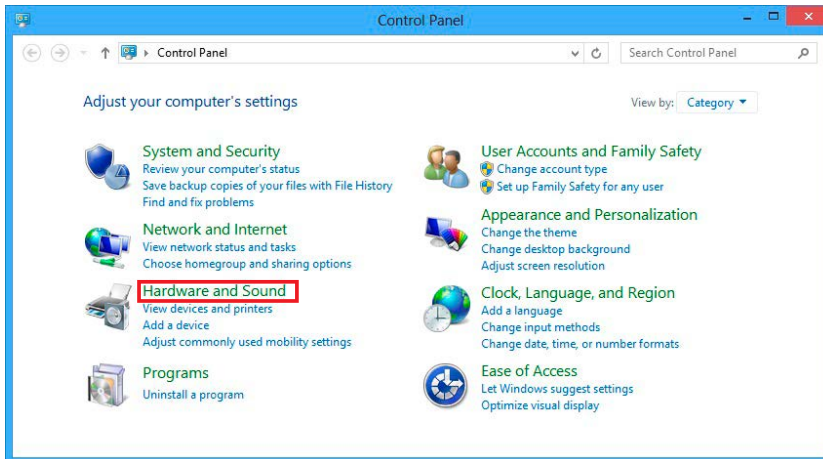 Control Panel
Control Panel
Search Control Panel
Adjust your computer's settings
View by: Category
System and Security
Review your computer's status
Save backup copies of your files with File History
Find and fix problems
Network and Internet
View network status and tasks
Choose homegroup and sharing options
Hardware and Sound
View devices and printers
Add a device
Adjust commonly used mobility settings
Programs
Uninstall a program
User Accounts and Family Safety
Change account type
Set up Family Safety for any user
Appearance and Personalization
Change the theme
Change desktop background
Adjust screen resolution
Clock, Language, and Region
Add a language
Change input methods
Change date, time, or number formats
Ease of Access
Let Windows suggest settings
Optimize visual display